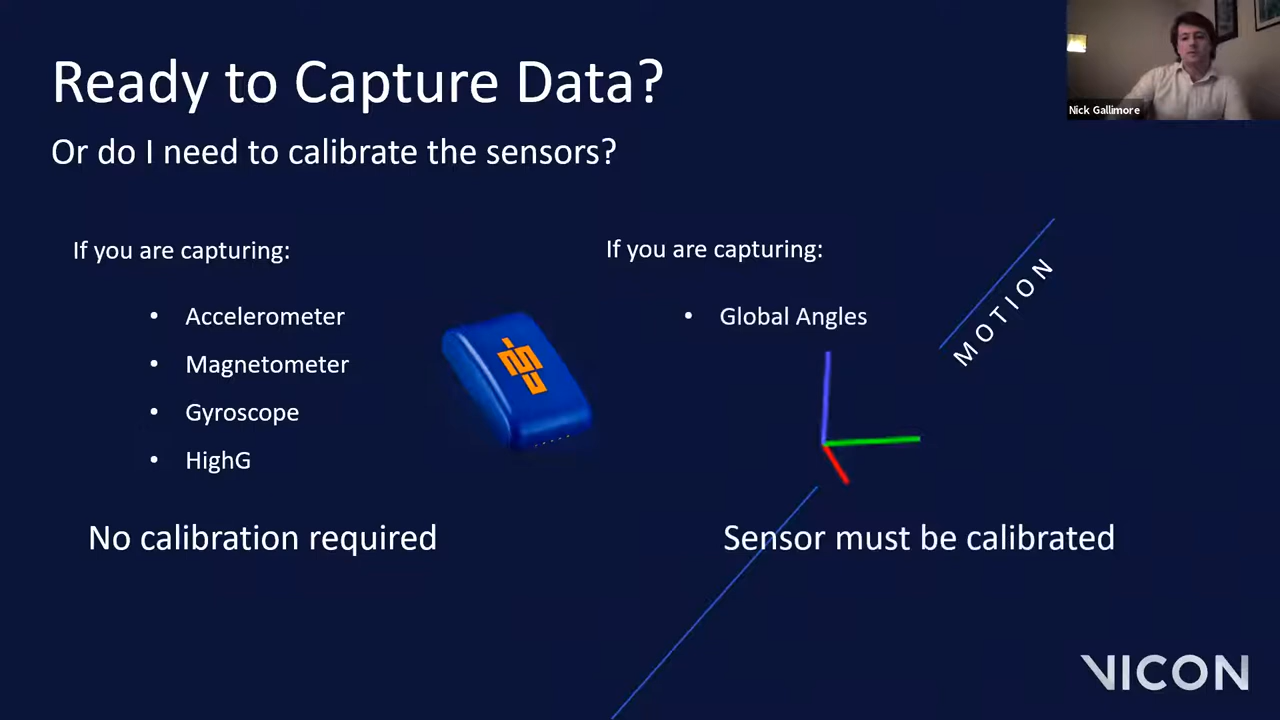 Ready to Capture Data?
Nick Gallimore
Or do I need to calibrate the sensors?
If you are capturing:
• Accelerometer
• Magnetometer
• Gyroscope
• HighG
No calibration required
If you are capturing:
• Global Angles
Sensor must be calibrated
MOTION
VICON